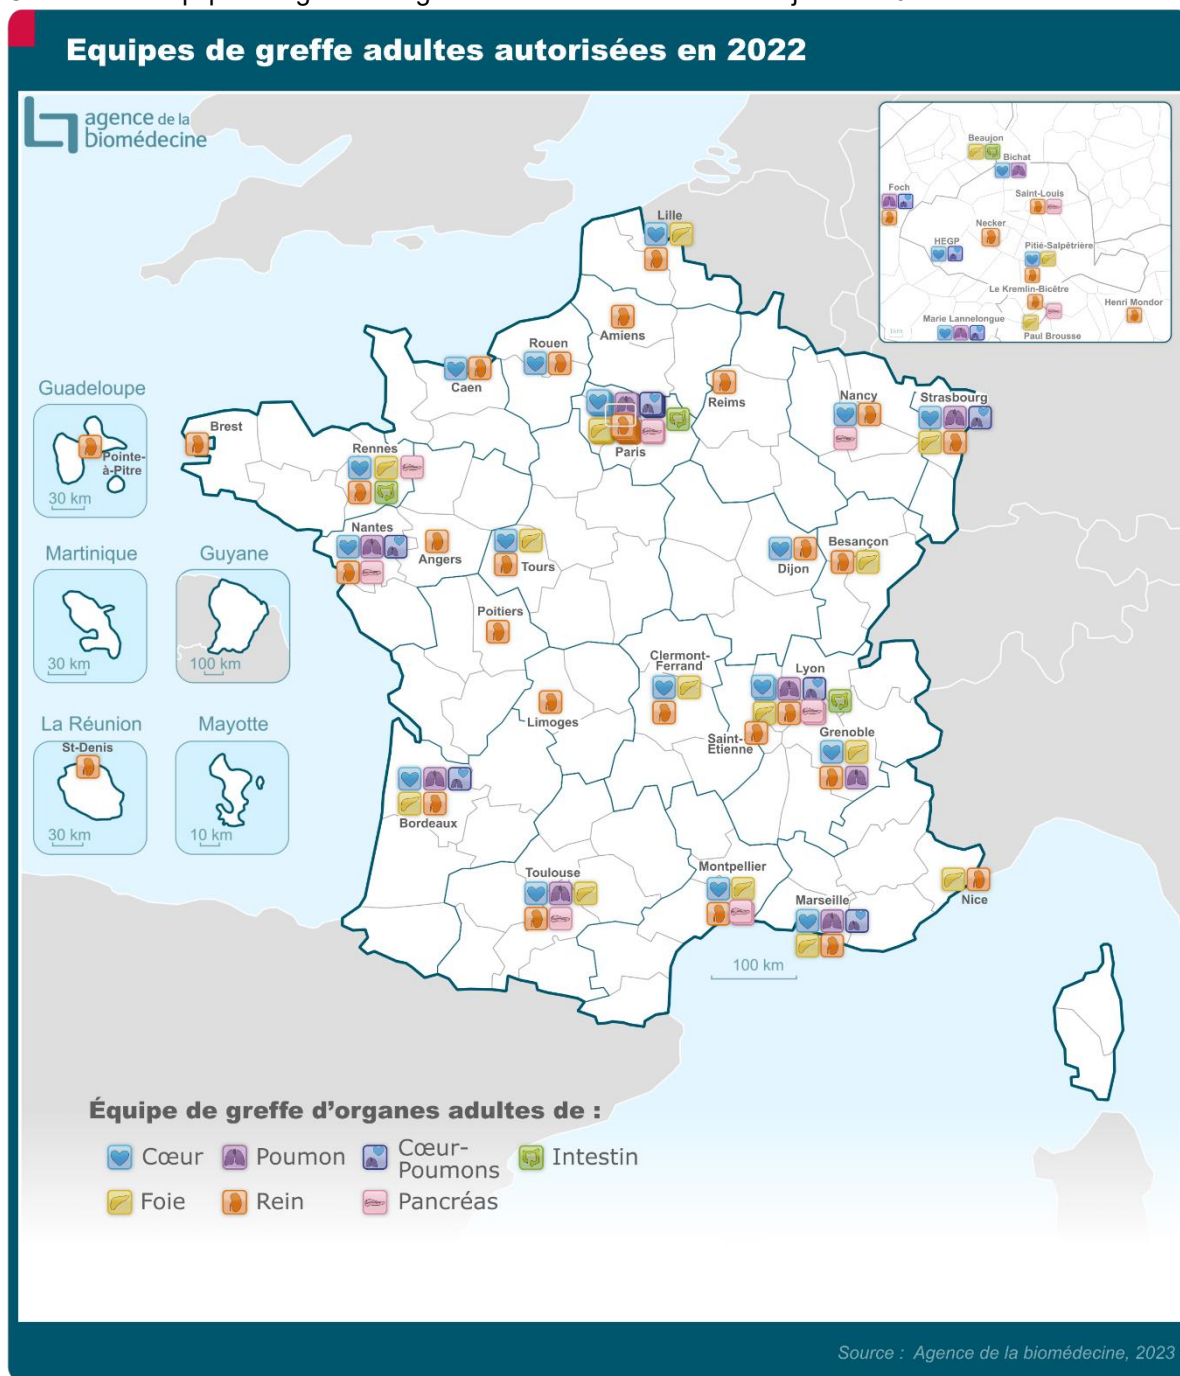 Equipes de greffe adultes autorisées en 2022
agence de la
biomédecine
Beaujon
Bichat
Foch
Saint-Louis
Necker
HEGP
Pitié-Salpêtrière
Le Kremlin-Bicêtre
Henri Mondor
Marie Lannelongue
Paul Brousse
Lille
Amiens
Rouen
Caen
Reims
Nancy
Strasbourg
Paris
Guadeloupe
Pointe-
à-Pitre
30 km
Brest
Rennes
Nantes
Angers
Tours
Dijon
Besançon
Martinique
30 km
Guyane
100 km
Poitiers
Clermont-
Ferrand
Lyon
Limoges
Saint-
Etienne
Grenoble
La Réunion
St-Denis
30 km
Mayotte
10 km
Bordeaux
Toulouse
Montpellier
Marseille
Nice
100 km
Équipe de greffe d'organes adultes de :
Cœur
Poumon
Cœur-
Poumons
Intestin
Foie
Rein
Pancréas
Source : Agence de la biomédecine, 2023